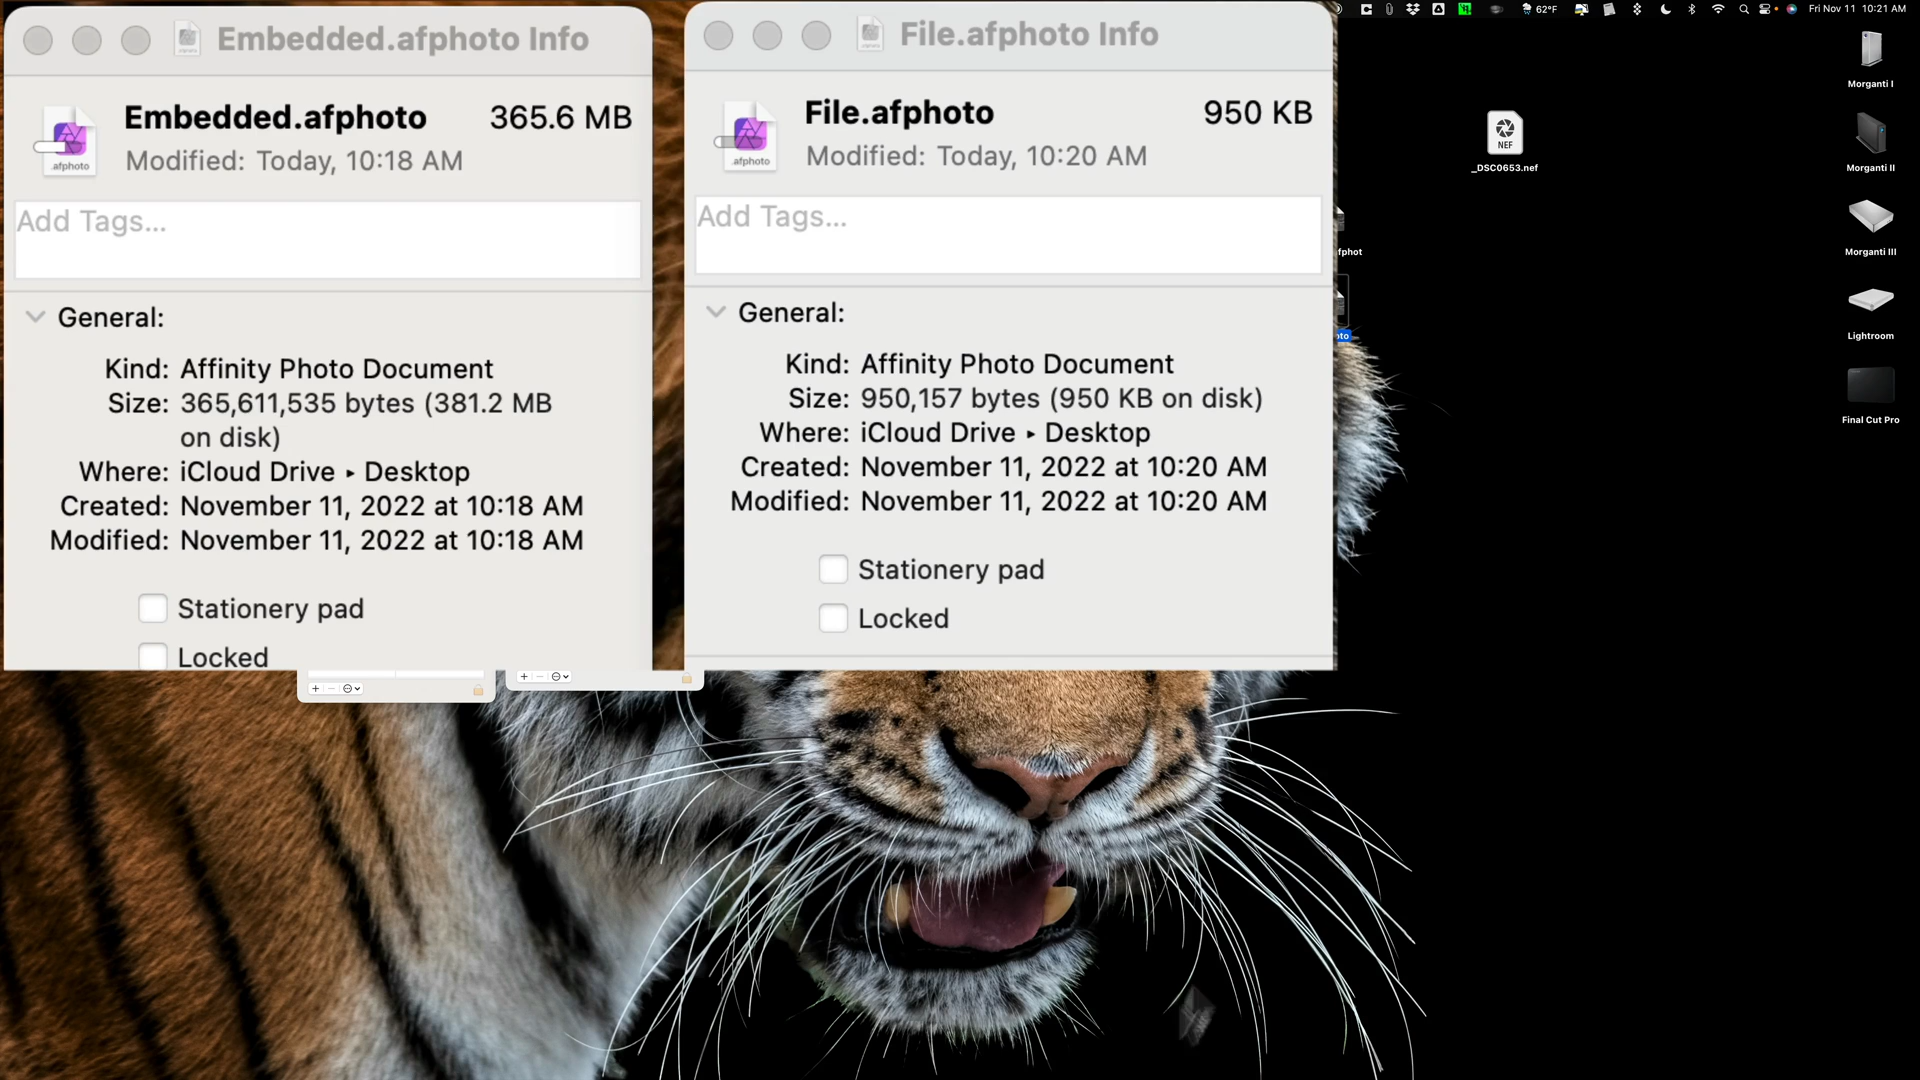 Embedded.afphoto Info
.afphoto
Embedded.afphoto 365.6 MB
Modified: Today, 10:18 AM
Add Tags...
General:
Kind: Affinity Photo Document
Size: 365,611,535 bytes (381.2 MB
on disk)
Where: iCloud Drive ▸ Desktop
Created: November 11, 2022 at 10:18 AM
Modified: November 11, 2022 at 10:18 AM
Stationery pad
Locked
File.afphoto Info
.afphoto
File.afphoto 950 KB
Modified: Today, 10:20 AM
Add Tags...
General:
Kind: Affinity Photo Document
Size: 950,157 bytes (950 KB on disk)
Where: iCloud Drive ▸ Desktop
Created: November 11, 2022 at 10:20 AM
Modified: November 11, 2022 at 10:20 AM
Stationery pad
Locked
62°F
Fri Nov 11 10:21 AM
NEF
_DSC0653.nef
Morganti I
Morganti II
Morganti III
Lightroom
Final Cut Pro